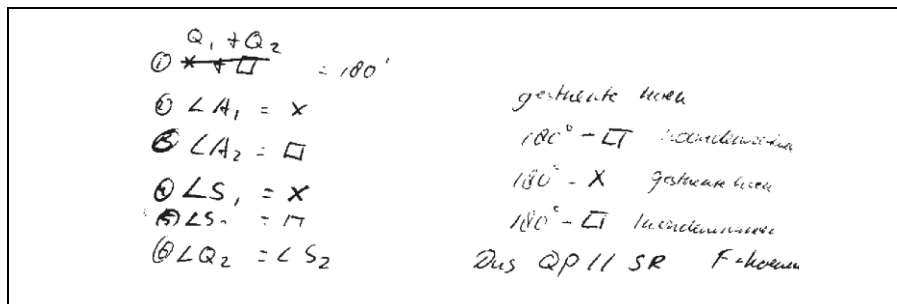 Q₁ + Q₂
① = 180° gestrekte hoek
② ∠A₁ = ×
③ ∠A₂ = □ 180° - □
④ ∠S₁ = × 180° - × gestrekte hoek
⑤ ∠S = □ 180° - □
⑥ ∠Q₂ = ∠S₂ Dus QP // SR F-hoeken